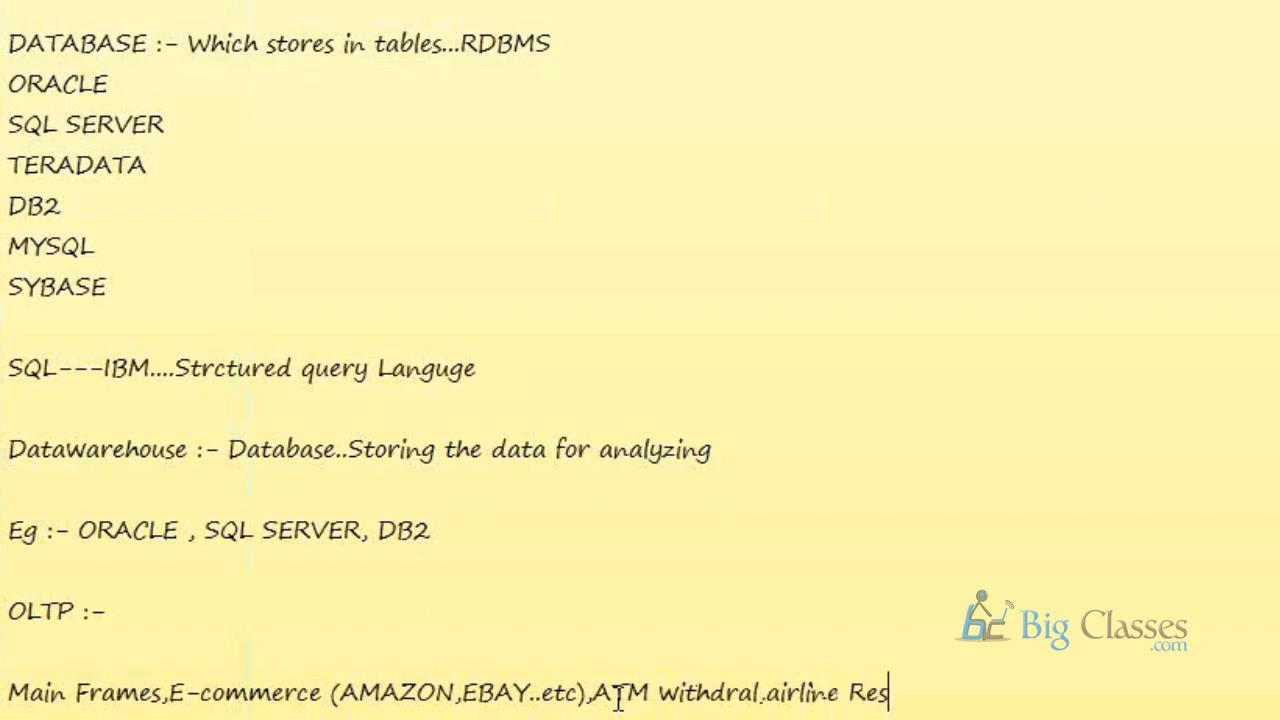 DATABASE :- Which stores in tables...RDBMS
ORACLE
SQL SERVER
TERADATA
DB2
MYSQL
SYBASE
SQL---IBM....Strctured query Languge
Datawarehouse :- Database..Storing the data for analyzing
Eg :- ORACLE , SQL SERVER, DB2
OLTP :-
bc Big Classes
.com
Main Frames,E-commerce (AMAZON,EBAY..etc),ATM Withdral,airline Res